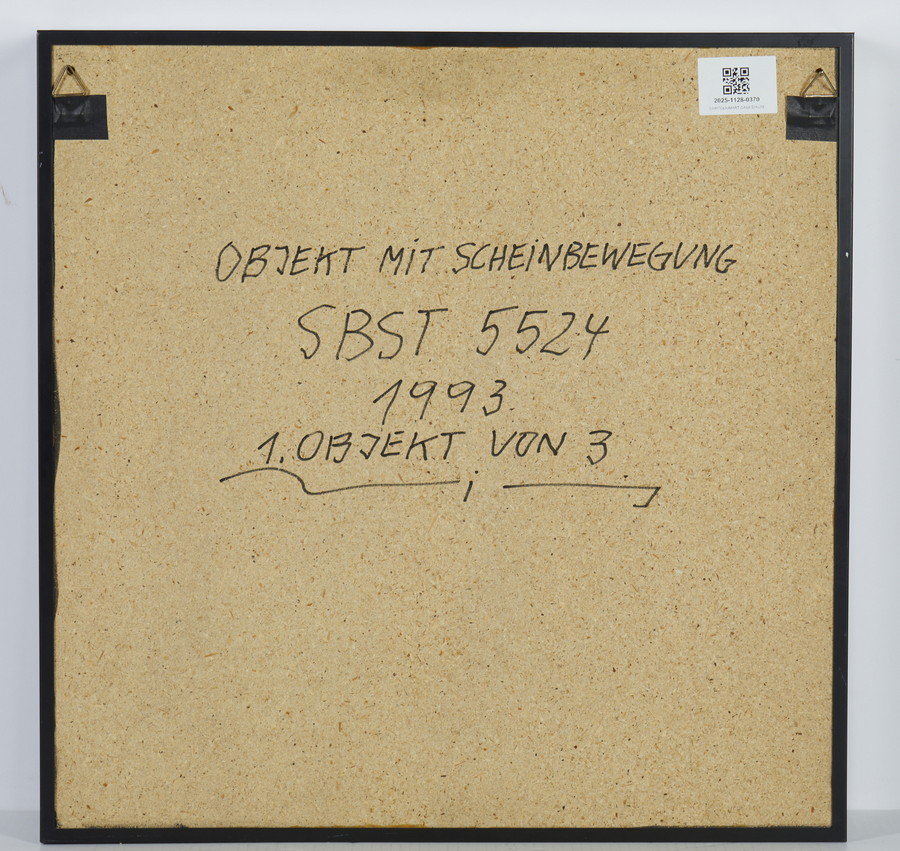 2025-1128-0370
OBJEKT MIT SCHEINBEWEGUNG
SBST 5524
1993
1. OBJEKT VON 3